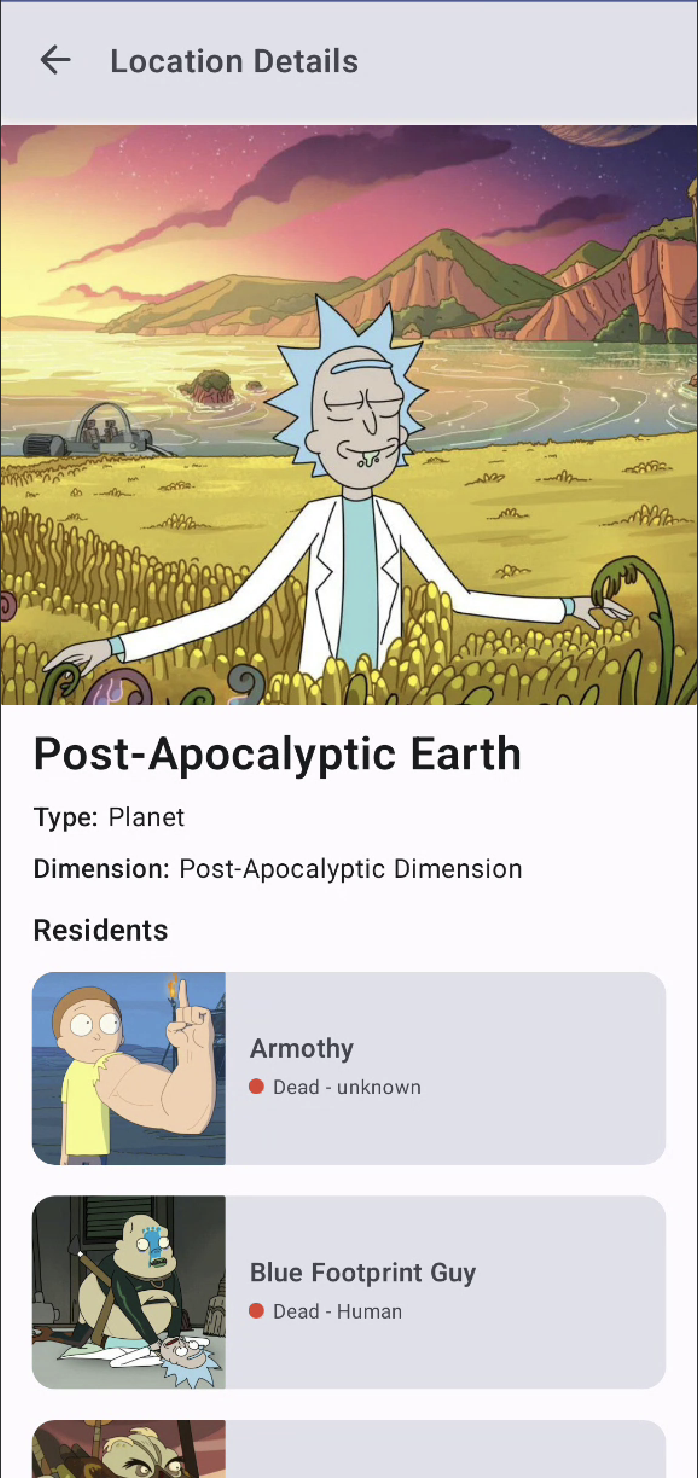 Location Details
Post-Apocalyptic Earth
Type: Planet
Dimension: Post-Apocalyptic Dimension
Residents
Armothy
Dead - unknown
Blue Footprint Guy
Dead - Human